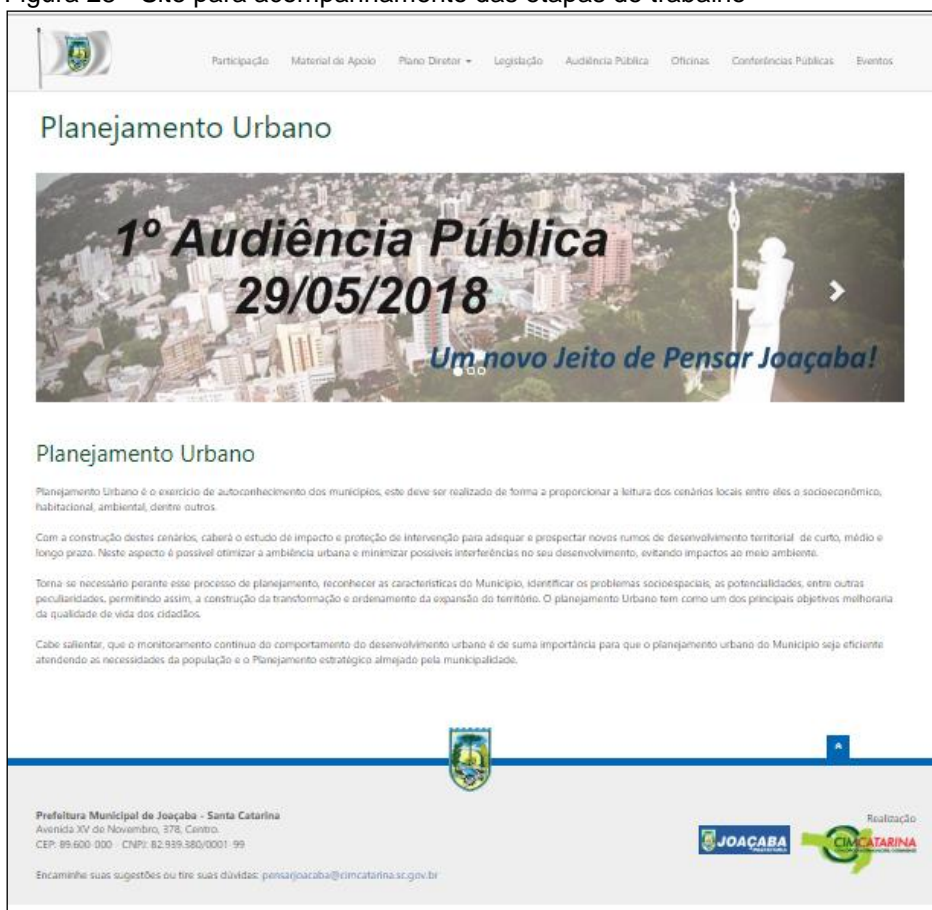 Figura 28 - Site para acompanhamento das etapas do trabalho
Participação Material de Apoio Plano Diretor Legislação Audiência Pública Oficinas Conferências Públicas Eventos
Planejamento Urbano
1º Audiência Pública
29/05/2018
Um novo Jeito de Pensar Joaçaba!
Planejamento Urbano
Planejamento Urbano é o exercício de autoconhecimento dos municípios, este deve ser realizado de forma a proporcionar a leitura dos cenários locais entre eles o socioeconômico,
habitacional, ambiental, dentre outros.
Com a construção destes cenários, caberá o estudo de impacto e proteção de intervenção para adequar e prospectar novos rumos de desenvolvimento territorial de curto, médio e
longo prazo. Neste aspecto é possível otimizar a ambiência urbana e minimizar possíveis interferências no seu desenvolvimento, evitando impactos ao meio ambiente.
Torna-se necessário perante esse processo de planejamento, reconhecer as características do Município, identificar os problemas socioespaciais, as potencialidades, entre outras
peculiaridades, permitindo assim, a construção da transformação e ordenamento da expansão do território. O planejamento Urbano tem como um dos principais objetivos melhoraria
da qualidade de vida dos cidadãos.
Cabe salientar, que o monitoramento contínuo do comportamento do desenvolvimento urbano é de suma importância para que o planejamento urbano do Município seja eficiente
atendendo as necessidades da população e o Planejamento estratégico almejado pela municipalidade.
Prefeitura Municipal de Joaçaba - Santa Catarina
Avenida XV de Novembro, 378, Centro.
CEP: 89.600-000 CNPJ: 82.939.380/0001-99
Encaminhe suas sugestões ou tire suas dúvidas: pensarjoacaba@cimcatarina.sc.gov.br
JOAÇABA
PREFEITURA
Realização
CIMCATARINA